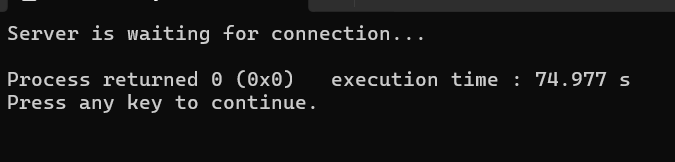 Server is waiting for connection...
Process returned 0 (0x0)   execution time : 74.977 s
Press any key to continue.